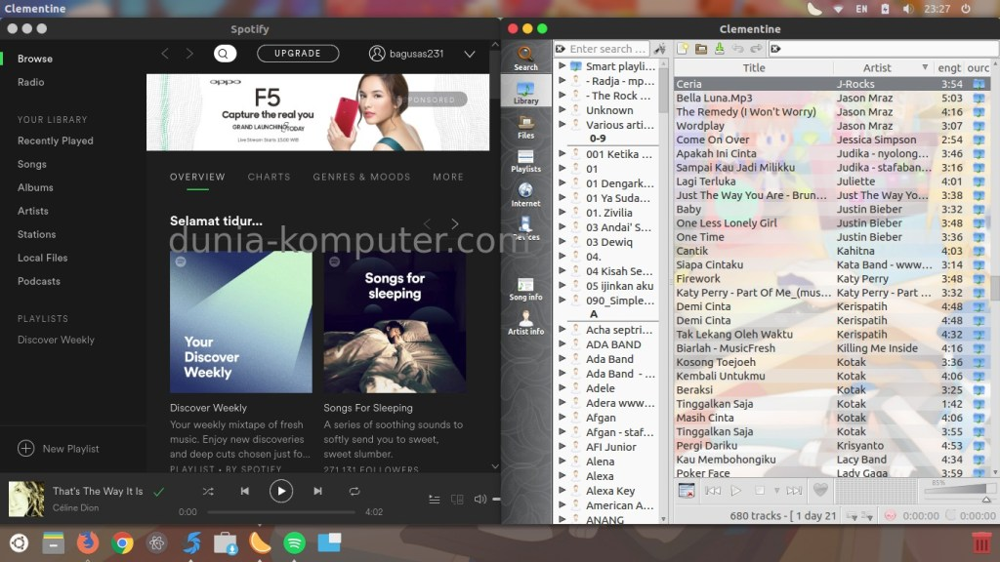 Clementine
EN
23:27
Spotify
Browse
Radio
YOUR LIBRARY
Recently Played
Songs
Albums
Artists
Stations
Local Files
Podcasts
PLAYLISTS
Discover Weekly
New Playlist
UPGRADE
bagusas231
oppo
F5
Capture the real you
GRAND LAUNCHING TODAY
Live Stream Starts 15:00 WIB
SPONSORED
OVERVIEW CHARTS GENRES & MOODS MORE
Selamat tidur...
dunia-komputer.com
Your
Discover
Weekly
Discover Weekly
Your weekly mixtape of fresh
music. Enjoy new discoveries
and deep cuts chosen just fo...
PLAYLIST • BY SPOTIFY
Songs for
sleeping
Songs For Sleeping
A series of soothing sounds to
softly send you to sweet,
sweet slumber.
271.131 FOLLOWERS
That's The Way It Is
Céline Dion
0:00
4:02
Clementine
Search
Library
Files
Playlists
Internet
Devices
Song info
Artist info
Enter search ...
Smart playli...
- Radja - mp...
- The Rock ...
Unknown
Various arti...
0-9
001 Ketika ...
01
01 Dengark...
01 Ya Suda...
01. Zivilia
03 Andai' S...
03 Dewiq
04.
04 Kisah Se...
05 ijinkan aku
090_Simple...
A
Acha septri...
ADA BAND
Ada Band
Ada Band - ...
Adele
Adera www...
Afgan
Afgan - staf...
AFI Junior
Alena
Alexa
Alexa Key
American A...
ANANG
Title Artist engt ourc
Ceria J-Rocks 3:54
Bella Luna.Mp3 Jason Mraz 5:03
The Remedy (I Won't Worry) Jason Mraz 4:16
Wordplay Jason Mraz 3:07
Come On Over Jessica Simpson 2:54
Apakah Ini Cinta Judika - nyolong... 3:46
Sampai Kau Jadi Milikku Judika - stafaban... 3:16
Lagi Terluka Juliette 4:01
Just The Way You Are - Brun... Just The Way Yo... 3:38
Baby Justin Bieber 3:32
One Less Lonely Girl Justin Bieber 3:48
One Time Justin Bieber 3:36
Cantik Kahitna 4:03
Siapa Cintaku Kata Band - www... 3:14
Firework Katy Perry 3:48
Katy Perry - Part Of Me_(mus... Katy Perry - Part ... 3:32
Demi Cinta Kerispatih 4:48
Demi Cinta Kerispatih 4:48
Tak Lekang Oleh Waktu Kerispatih 4:32
Biarlah - MusicFresh Killing Me Inside 4:16
Kosong Toejoeh Kotak 3:36
Kembali Untukmu Kotak 4:06
Beraksi Kotak 3:25
Tinggalkan Saja Kotak 1:42
Masih Cinta Kotak 4:06
Tinggalkan Saja Kotak 3:55
Pergi Dariku Krisyanto 4:53
Kau Membohongiku Lacy Band 4:34
Poker Face Lady Gaga 3:59
85%
680 tracks - [ 1 day 21
0:00:00
0:00:00